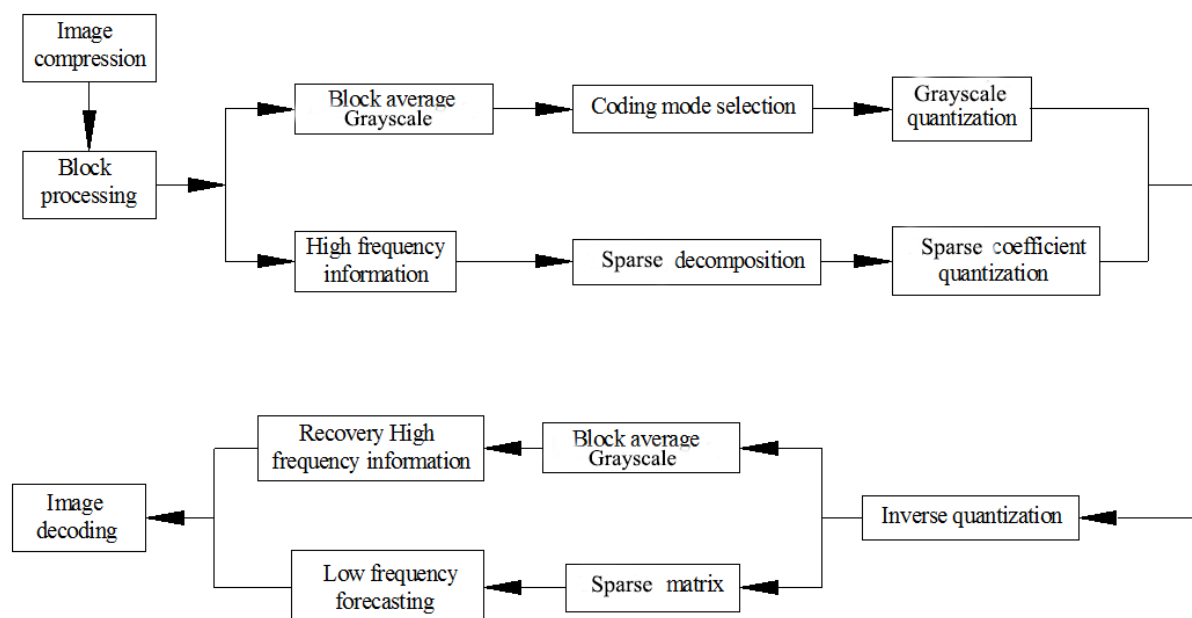 Image
compression
Block
processing
Block average
Grayscale
Coding mode selection
Grayscale
quantization
High frequency
information
Sparse decomposition
Sparse coefficient
quantization
Recovery High
frequency information
Block average
Grayscale
Image
decoding
Inverse quantization
Low frequency
forecasting
Sparse matrix